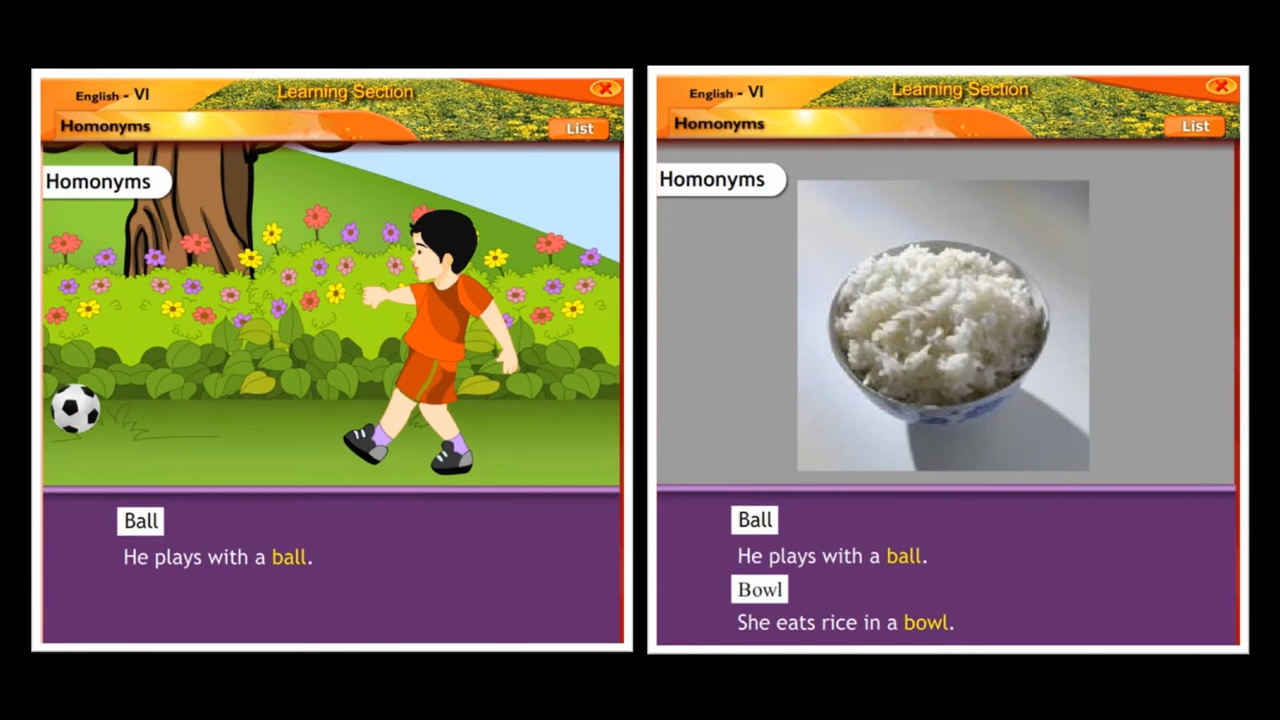 English - VI
Learning Section
Homonyms
List
Homonyms
Ball
He plays with a ball.
English - VI
Learning Section
Homonyms
List
Homonyms
Ball
He plays with a ball.
Bowl
She eats rice in a bowl.